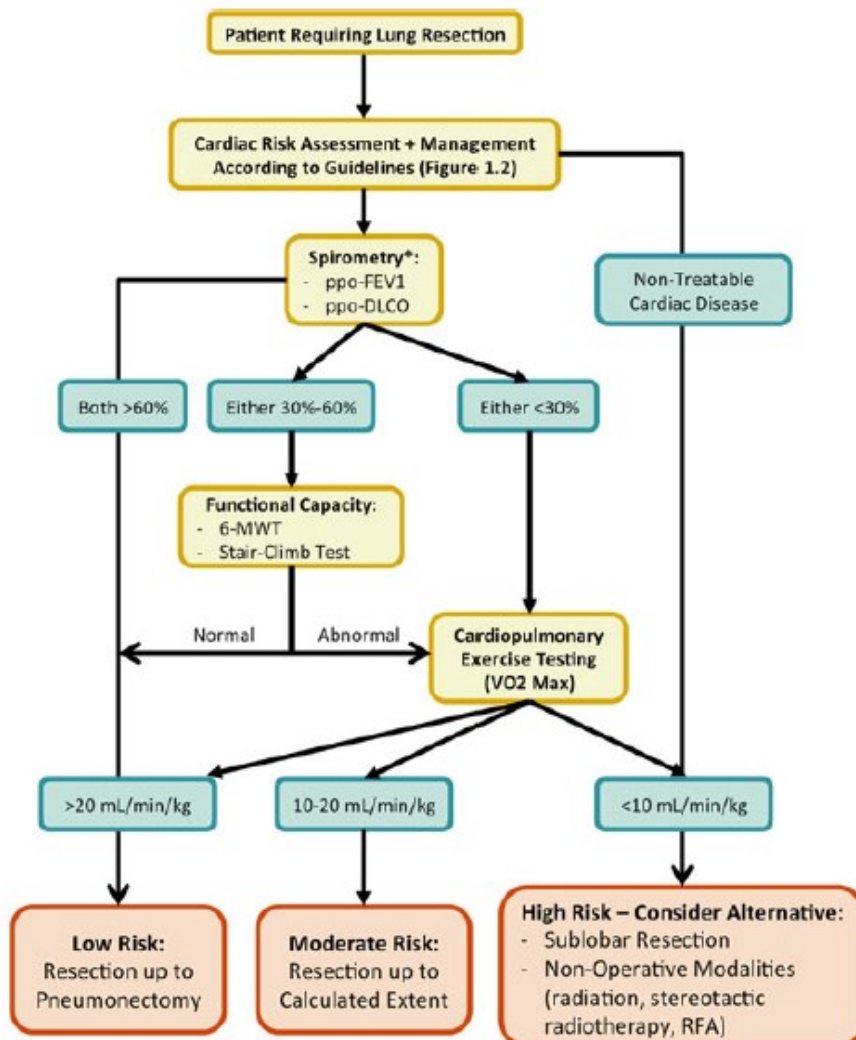 Patient Requiring Lung Resection
Cardiac Risk Assessment + Management
According to Guidelines (Figure 1.2)
Spirometry*:
- ppo-FEV1
- ppo-DLCO
Non-Treatable
Cardiac Disease
Both >60%
Either 30%-60%
Either <30%
Functional Capacity:
- 6-MWT
- Stair-Climb Test
Normal
Abnormal
Cardiopulmonary
Exercise Testing
(VO2 Max)
>20 mL/min/kg
10-20 mL/min/kg
<10 mL/min/kg
Low Risk:
Resection up to
Pneumonectomy
Moderate Risk:
Resection up to
Calculated Extent
High Risk – Consider Alternative:
- Sublobar Resection
- Non-Operative Modalities
(radiation, stereotactic
radiotherapy, RFA)